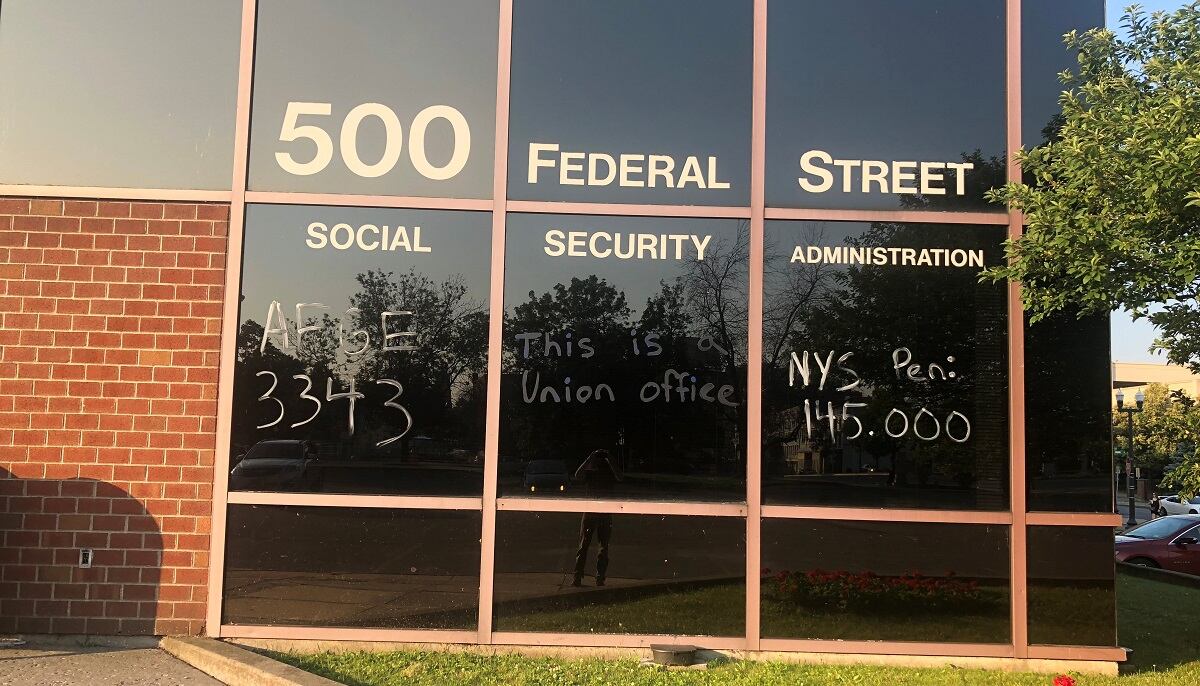 500 FEDERAL STREET
SOCIAL SECURITY ADMINISTRATION
AFGE
3343
This is a
Union office
NYS Pen:
145.000